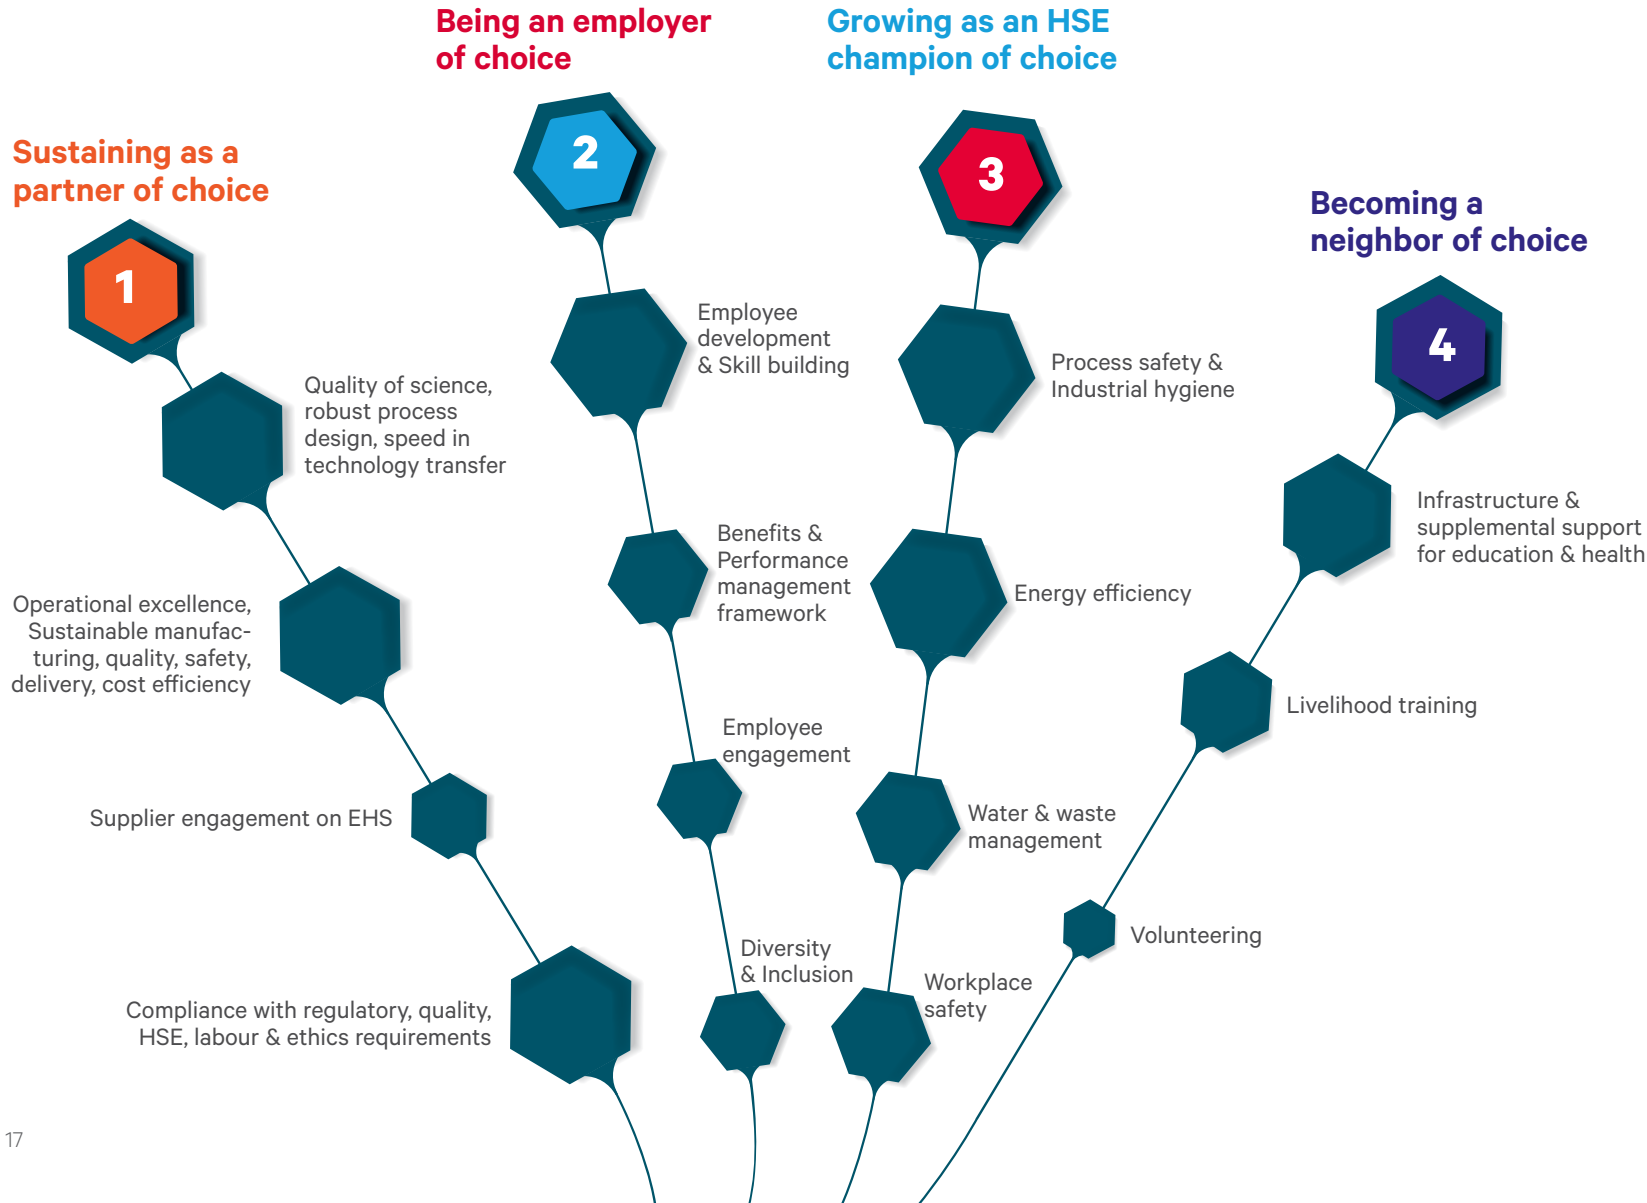 Sustaining as a
partner of choice
1
Quality of science,
robust process
design, speed in
technology transfer
Operational excellence,
Sustainable manufac-
turing, quality, safety,
delivery, cost efficiency
Supplier engagement on EHS
Compliance with regulatory, quality,
HSE, labour & ethics requirements
Being an employer
of choice
2
Employee
development
& Skill building
Benefits &
Performance
management
framework
Employee
engagement
Diversity
& Inclusion
Growing as an HSE
champion of choice
3
Process safety &
Industrial hygiene
Energy efficiency
Water & waste
management
Workplace
safety
Becoming a
neighbor of choice
4
Infrastructure &
supplemental support
for education & health
Livelihood training
Volunteering
17